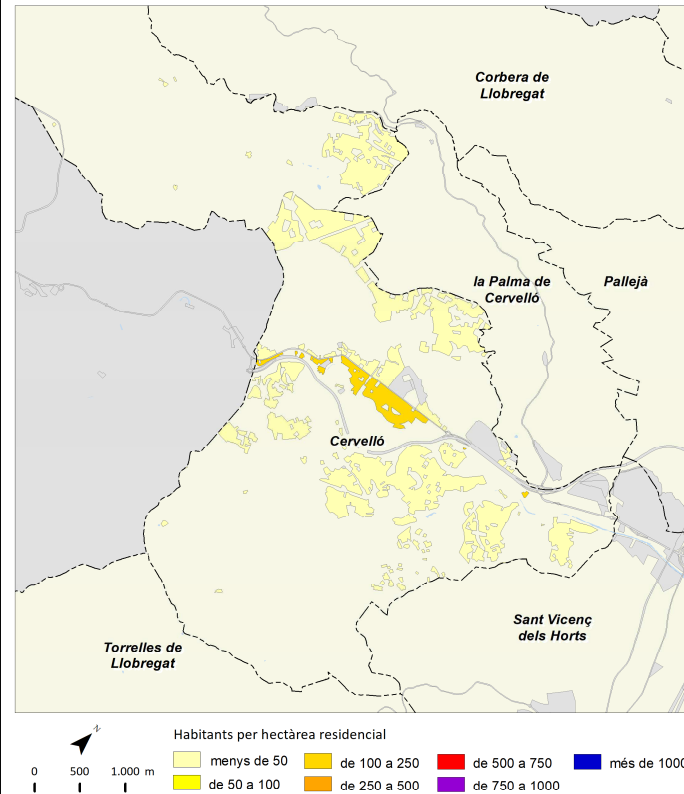 Corbera de
Llobregat
la Palma de
Cervelló
Pallejà
Cervelló
Sant Vicenç
dels Horts
Torrelles de
Llobregat
N
0 500 1.000 m
Habitants per hectàrea residencial
menys de 50
de 50 a 100
de 100 a 250
de 250 a 500
de 500 a 750
de 750 a 1000
més de 1000